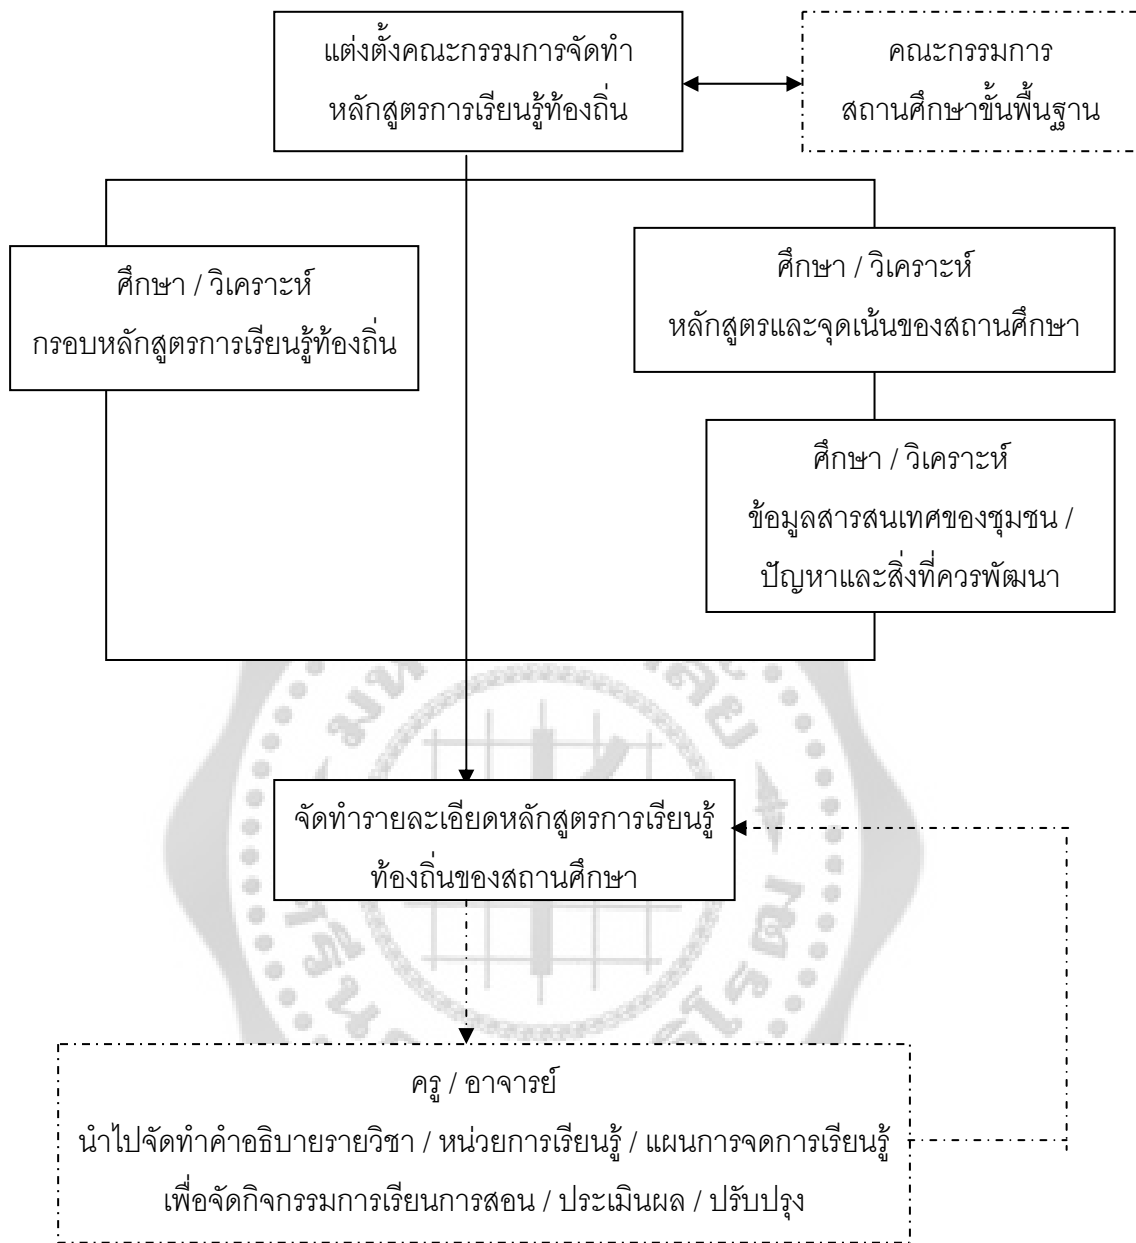 แต่งตั้งคณะกรรมการจัดทำ
หลักสูตรการเรียนรู้ท้องถิ่น
คณะกรรมการ
สถานศึกษาขั้นพื้นฐาน
ศึกษา / วิเคราะห์
กรอบหลักสูตรการเรียนรู้ท้องถิ่น
ศึกษา / วิเคราะห์
หลักสูตรและจุดเน้นของสถานศึกษา
ศึกษา / วิเคราะห์
ข้อมูลสารสนเทศของชุมชน /
ปัญหาและสิ่งที่ควรพัฒนา
จัดทำรายละเอียดหลักสูตรการเรียนรู้
ท้องถิ่นของสถานศึกษา
ครู / อาจารย์
นำไปจัดทำคำอธิบายรายวิชา / หน่วยการเรียนรู้ / แผนการจดการเรียนรู้
เพื่อจัดกิจกรรมการเรียนการสอน / ประเมินผล / ปรับปรุง